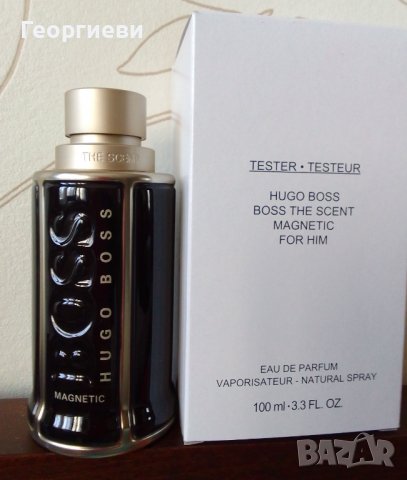 Георгиеви
THE SCENT
BOSS
HUGO BOSS
MAGNETIC
TESTER • TESTEUR
HUGO BOSS
BOSS THE SCENT
MAGNETIC
FOR HIM
EAU DE PARFUM
VAPORISATEUR - NATURAL SPRAY
100 ml • 3.3 FL. OZ.
BAZAR